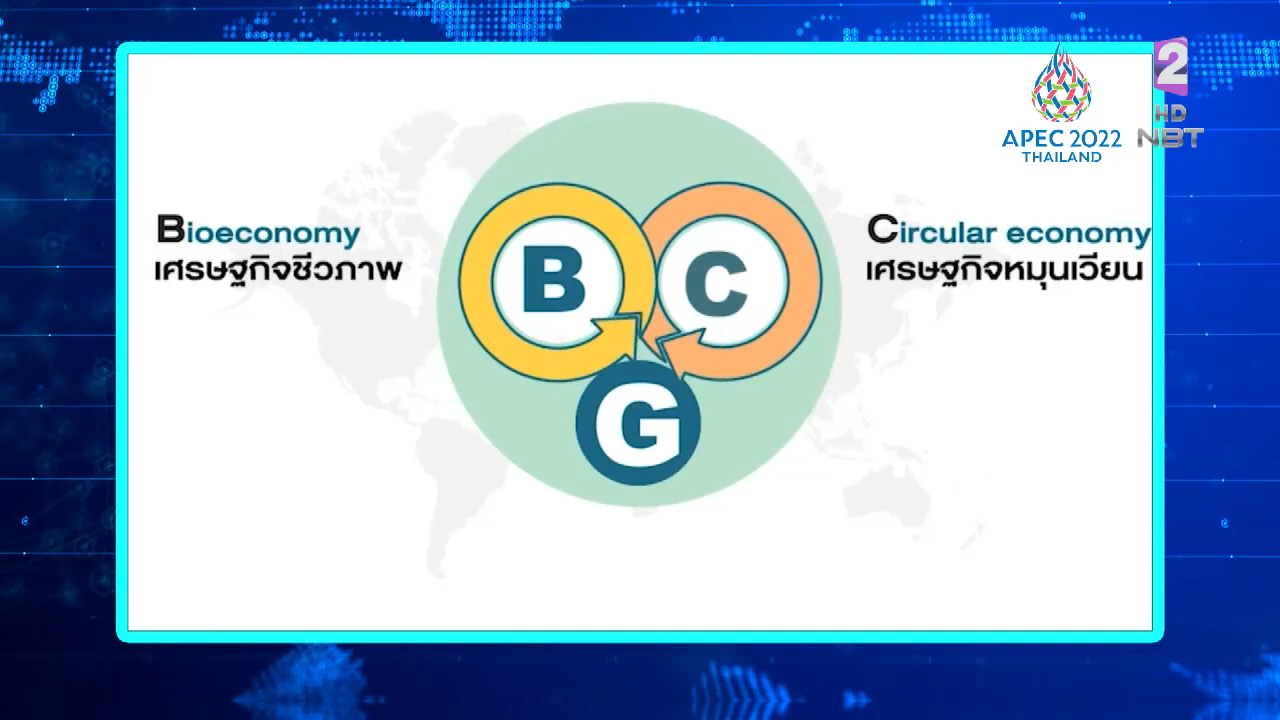 APEC 2022
THAILAND
2
HD
NBT
Bioeconomy
เศรษฐกิจชีวภาพ
B
C
G
Circular economy
เศรษฐกิจหมุนเวียน